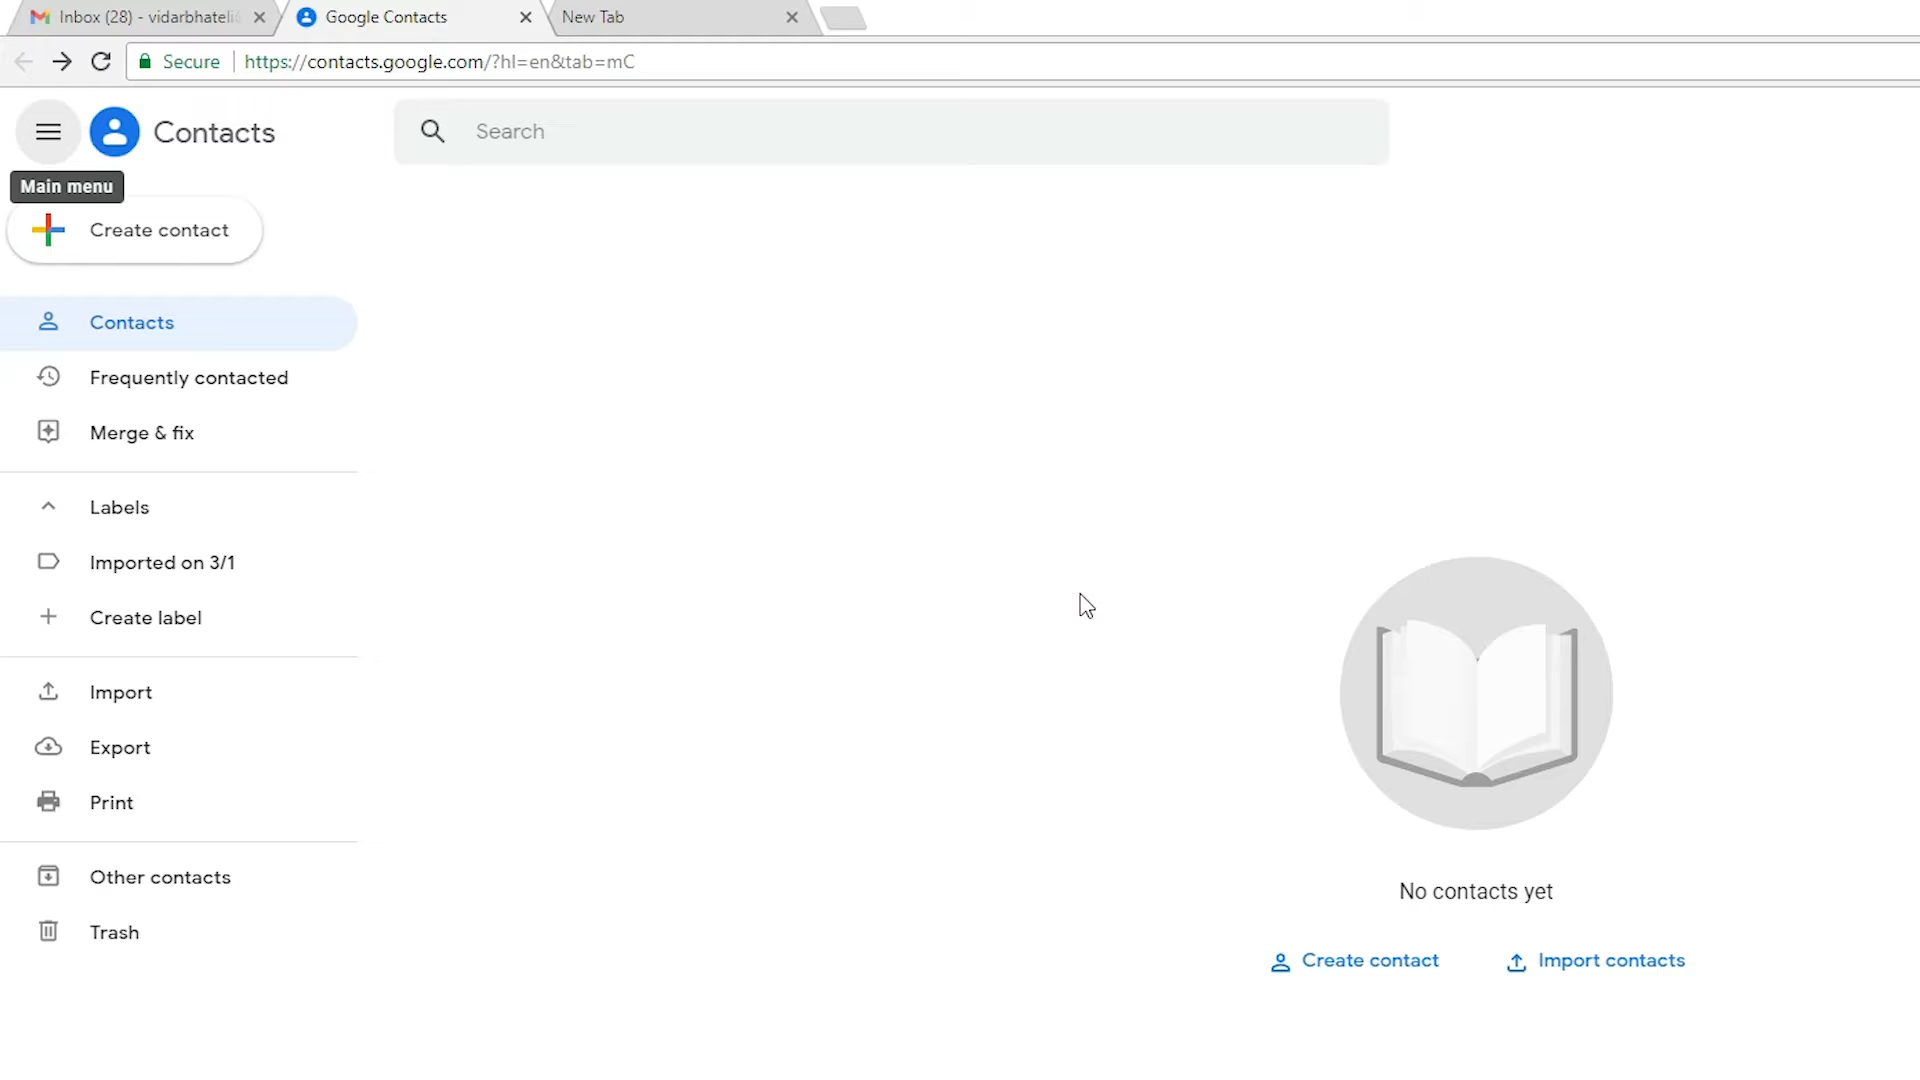 Inbox (28) - vidarbhateli
Google Contacts
New Tab
Secure https://contacts.google.com/?hl=en&tab=mC
Contacts
Search
Main menu
Create contact
Contacts
Frequently contacted
Merge & fix
Labels
Imported on 3/1
Create label
Import
Export
Print
Other contacts
Trash
No contacts yet
Create contact
Import contacts